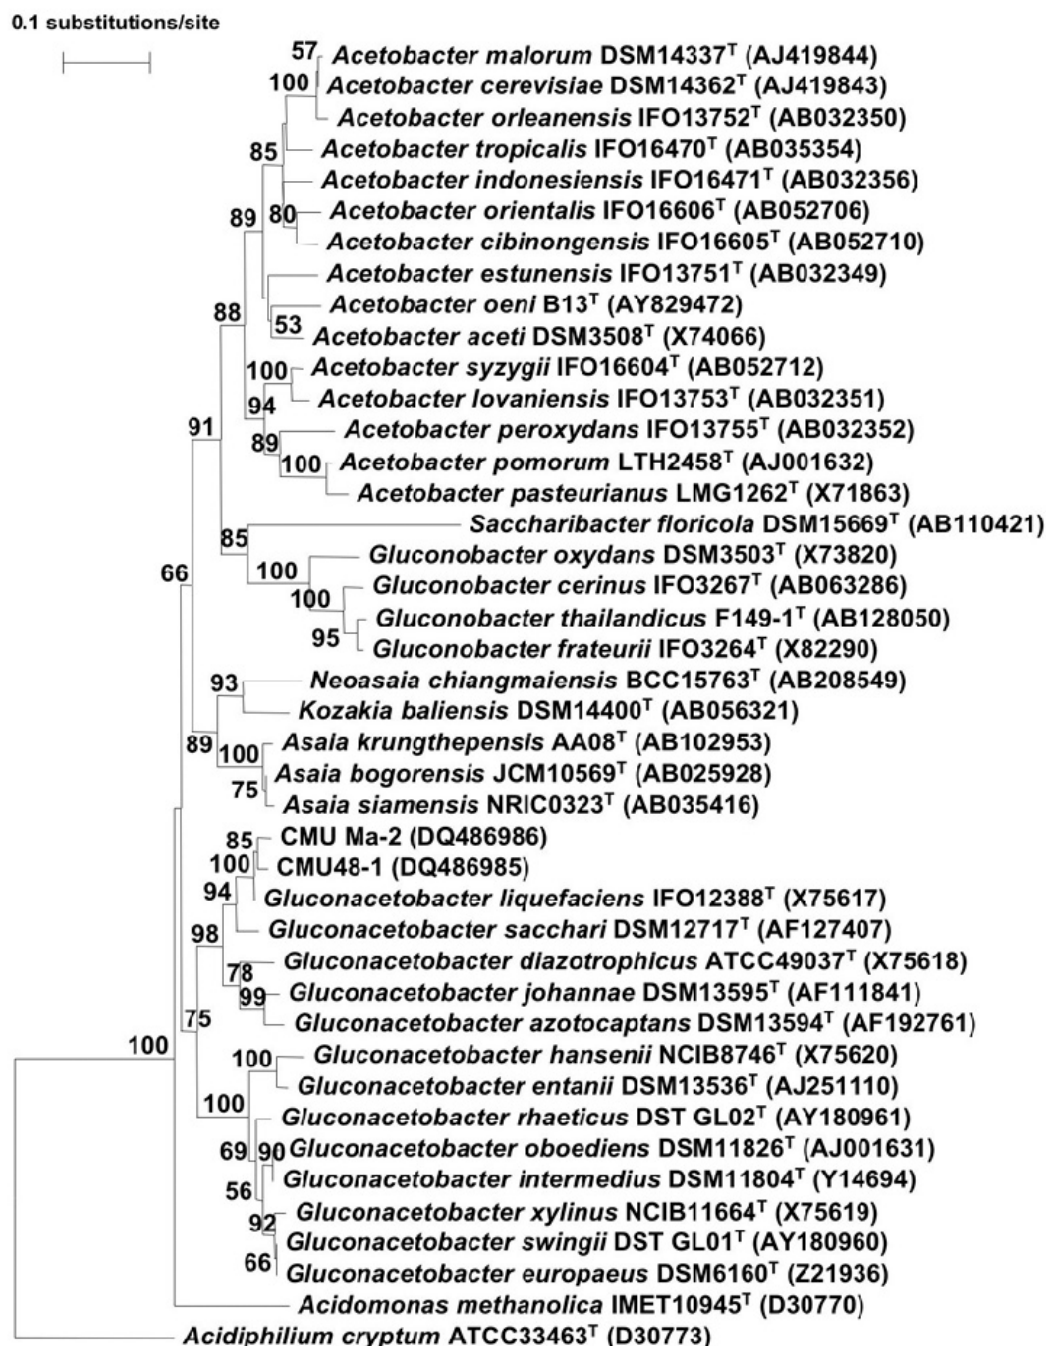 0.1 substitutions/site
57 Acetobacter malorum DSM14337ᵀ (AJ419844)
100 Acetobacter cerevisiae DSM14362ᵀ (AJ419843)
Acetobacter orleanensis IFO13752ᵀ (AB032350)
85 Acetobacter tropicalis IFO16470ᵀ (AB035354)
Acetobacter indonesiensis IFO16471ᵀ (AB032356)
89 80 Acetobacter orientalis IFO16606ᵀ (AB052706)
Acetobacter cibinongensis IFO16605ᵀ (AB052710)
Acetobacter estunensis IFO13751ᵀ (AB032349)
88 Acetobacter oeni B13ᵀ (AY829472)
53 Acetobacter aceti DSM3508ᵀ (X74066)
100 Acetobacter syzygii IFO16604ᵀ (AB052712)
94 Acetobacter lovaniensis IFO13753ᵀ (AB032351)
91 89 Acetobacter peroxydans IFO13755ᵀ (AB032352)
100 Acetobacter pomorum LTH2458ᵀ (AJ001632)
Acetobacter pasteurianus LMG1262ᵀ (X71863)
85 Saccharibacter floricola DSM15669ᵀ (AB110421)
Gluconobacter oxydans DSM3503ᵀ (X73820)
66 100 Gluconobacter cerinus IFO3267ᵀ (AB063286)
100 Gluconobacter thailandicus F149-1ᵀ (AB128050)
95 Gluconobacter frateurii IFO3264ᵀ (X82290)
93 Neoasaia chiangmaiensis BCC15763ᵀ (AB208549)
Kozakia baliensis DSM14400ᵀ (AB056321)
89 100 Asaia krungthepensis AA08ᵀ (AB102953)
75 Asaia bogorensis JCM10569ᵀ (AB025928)
Asaia siamensis NRIC0323ᵀ (AB035416)
85 CMU Ma-2 (DQ486986)
100 CMU48-1 (DQ486985)
94 Gluconacetobacter liquefaciens IFO12388ᵀ (X75617)
98 Gluconacetobacter sacchari DSM12717ᵀ (AF127407)
78 Gluconacetobacter diazotrophicus ATCC49037ᵀ (X75618)
99 Gluconacetobacter johannae DSM13595ᵀ (AF111841)
75 Gluconacetobacter azotocaptans DSM13594ᵀ (AF192761)
100 100 Gluconacetobacter hansenii NCIB8746ᵀ (X75620)
Gluconacetobacter entanii DSM13536ᵀ (AJ251110)
100 Gluconacetobacter rhaeticus DST GL02ᵀ (AY180961)
69 90 Gluconacetobacter oboediens DSM11826ᵀ (AJ001631)
56 Gluconacetobacter intermedius DSM11804ᵀ (Y14694)
92 Gluconacetobacter xylinus NCIB11664ᵀ (X75619)
Gluconacetobacter swingii DST GL01ᵀ (AY180960)
66 Gluconacetobacter europaeus DSM6160ᵀ (Z21936)
Acidomonas methanolica IMET10945ᵀ (D30770)
Acidiphilium cryptum ATCC33463ᵀ (D30773)